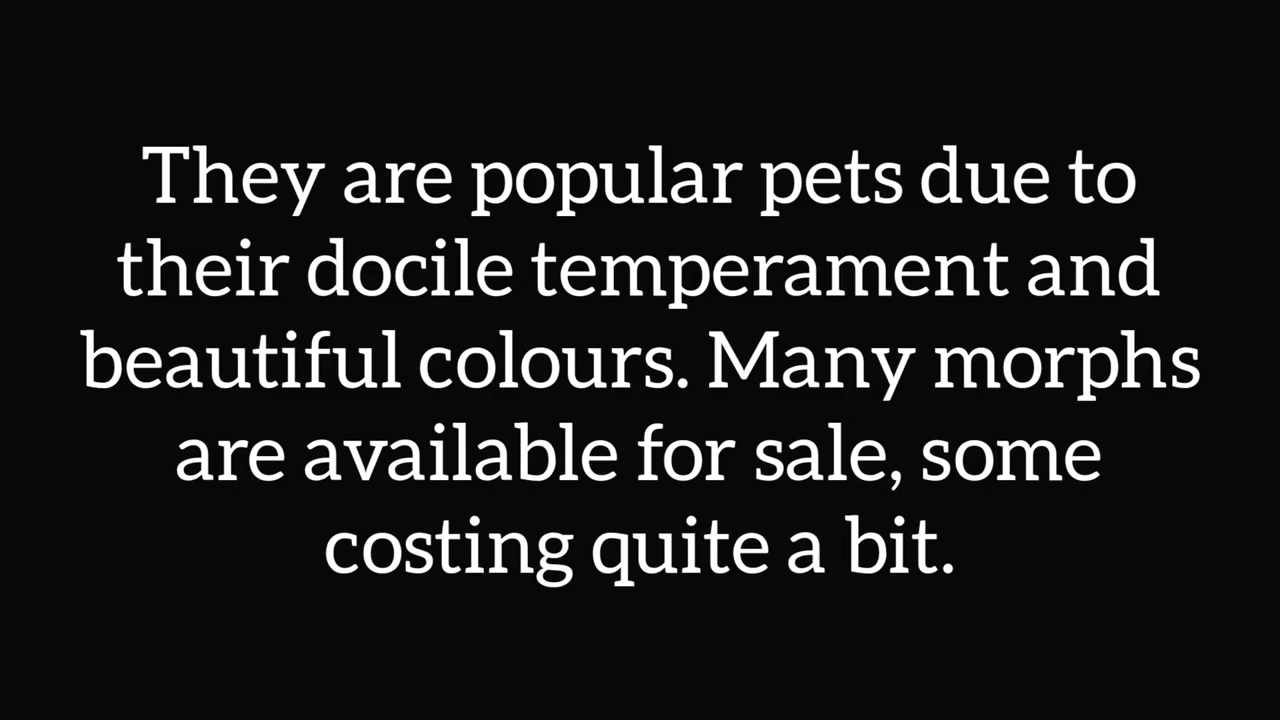 They are popular pets due to
their docile temperament and
beautiful colours. Many morphs
are available for sale, some
costing quite a bit.